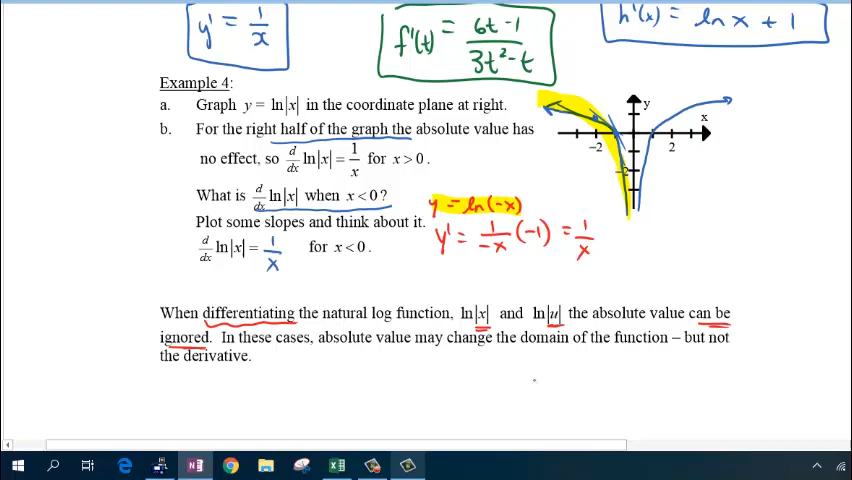 y' = 1/x
f'(t) = 6t - 1 / 3t² - t
h'(x) = ln x + 1
Example 4:
a. Graph y = ln|x| in the coordinate plane at right.
b. For the right half of the graph the absolute value has
no effect, so d/dx ln|x| = 1/x for x > 0.
What is d/dx ln|x| when x < 0?
Plot some slopes and think about it.
d/dx ln|x| = 1/x for x < 0.
y
x
-2
2
-2
y = ln(-x)
y' = 1/-x (-1) = 1/x
When differentiating the natural log function, ln|x| and ln|u| the absolute value can be
ignored. In these cases, absolute value may change the domain of the function – but not
the derivative.